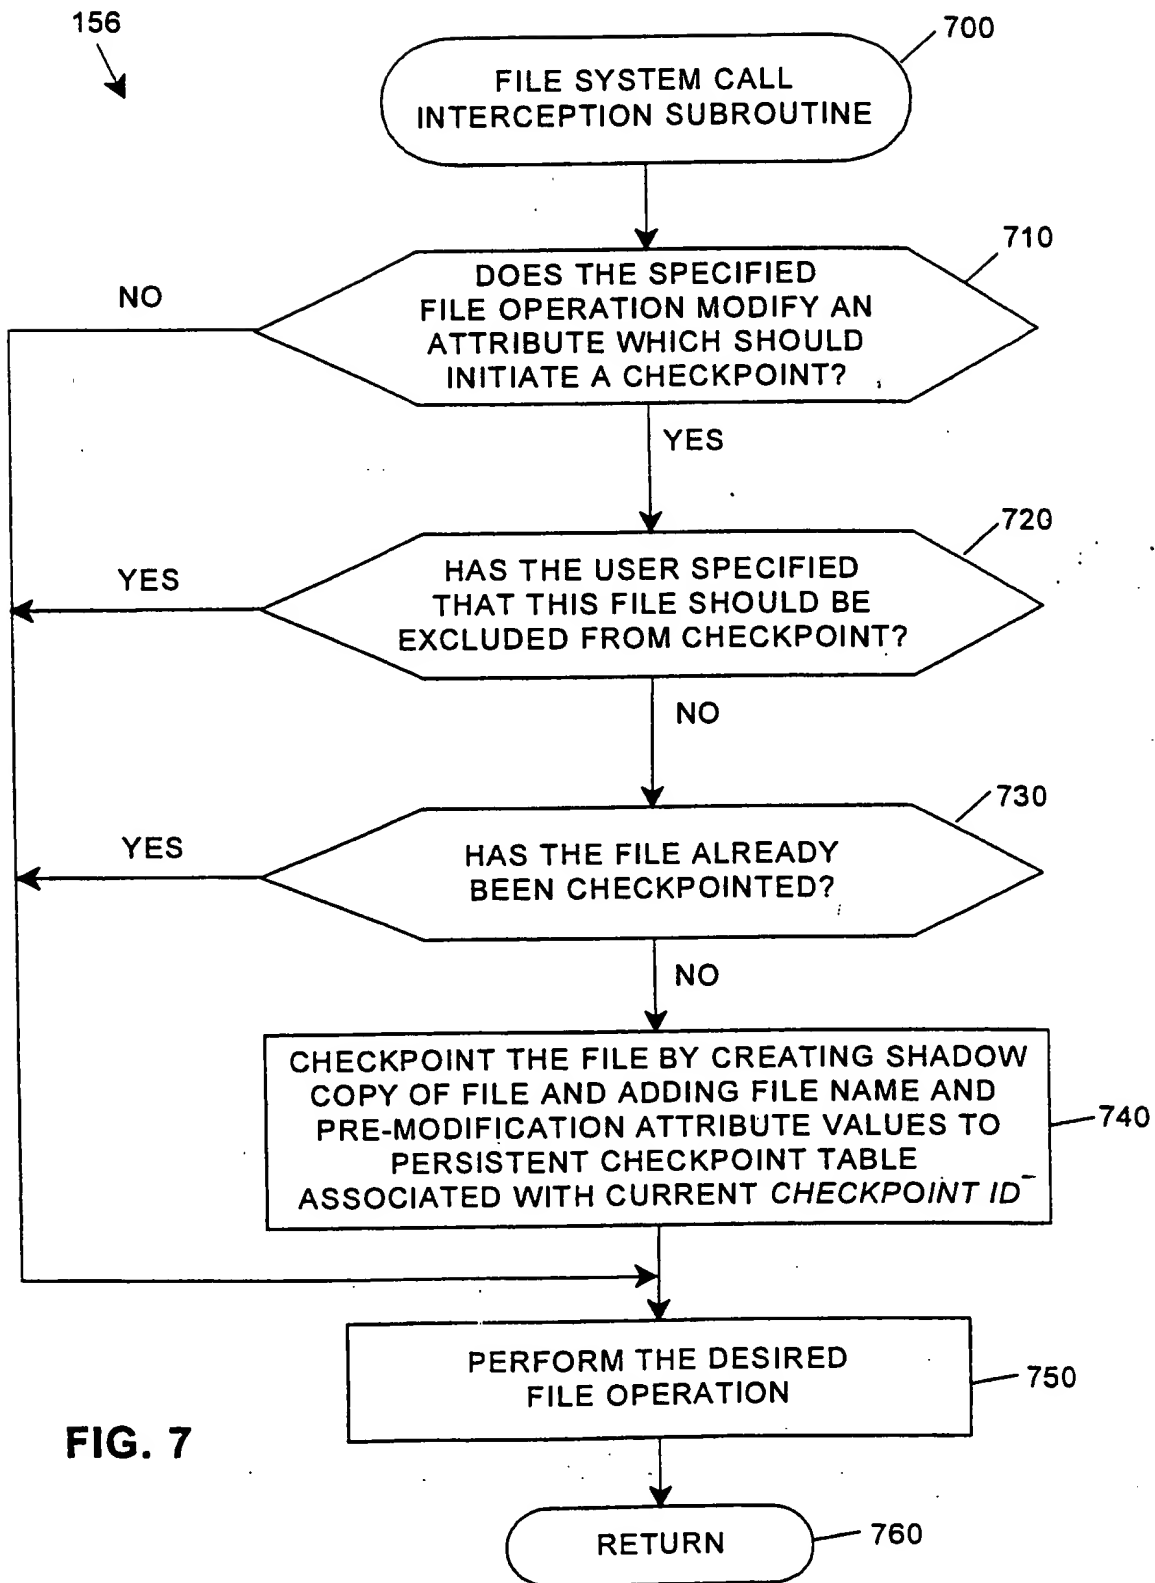 156
700
FILE SYSTEM CALL
INTERCEPTION SUBROUTINE
710
DOES THE SPECIFIED
FILE OPERATION MODIFY AN
ATTRIBUTE WHICH SHOULD
INITIATE A CHECKPOINT?
NO
YES
720
HAS THE USER SPECIFIED
THAT THIS FILE SHOULD BE
EXCLUDED FROM CHECKPOINT?
YES
NO
730
HAS THE FILE ALREADY
BEEN CHECKPOINTED?
YES
NO
CHECKPOINT THE FILE BY CREATING SHADOW
COPY OF FILE AND ADDING FILE NAME AND
PRE-MODIFICATION ATTRIBUTE VALUES TO
PERSISTENT CHECKPOINT TABLE
ASSOCIATED WITH CURRENT CHECKPOINT ID
740
PERFORM THE DESIRED
FILE OPERATION
750
FIG. 7
RETURN
760